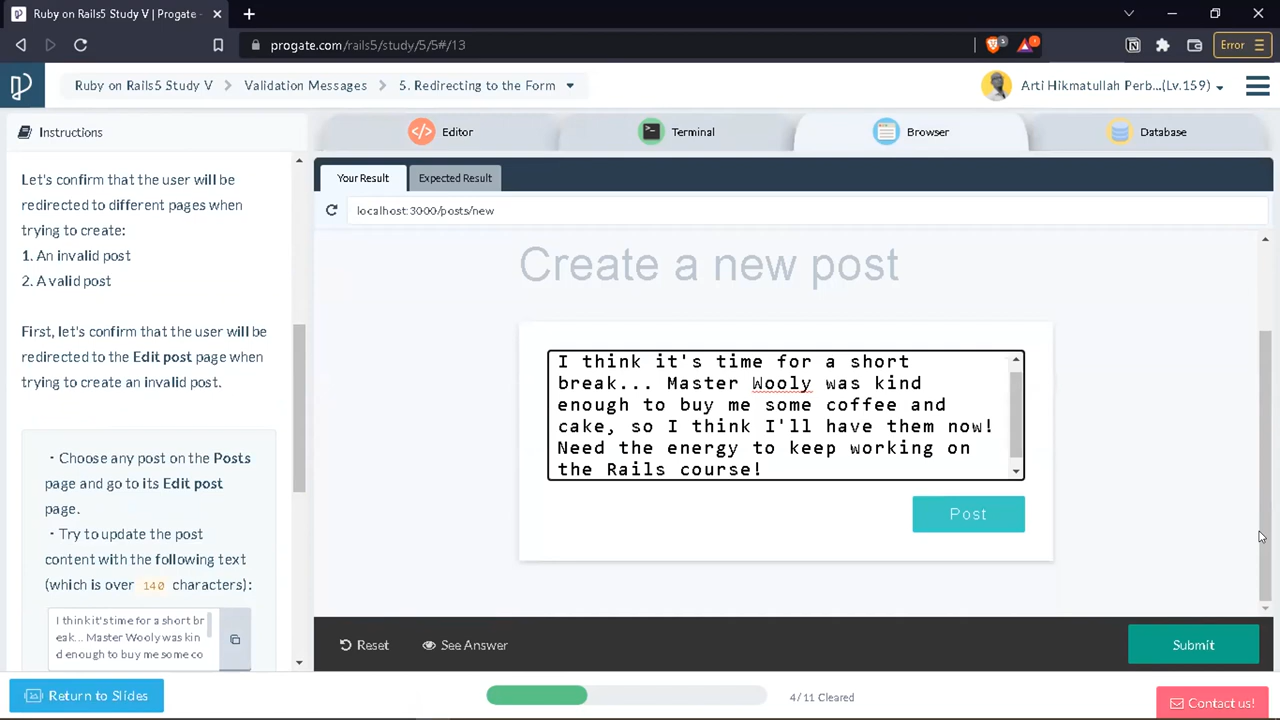 Ruby on Rails5 Study V | Progate -
progate.com/rails5/study/5/5#/13
Error
Ruby on Rails5 Study V
Validation Messages
5. Redirecting to the Form
Arti Hikmatullah Perb...(Lv.159)
Instructions
Editor
Terminal
Browser
Database
Let's confirm that the user will be
redirected to different pages when
trying to create:
1. An invalid post
2. A valid post
First, let's confirm that the user will be
redirected to the Edit post page when
trying to create an invalid post.
・Choose any post on the Posts
page and go to its Edit post
page.
・Try to update the post
content with the following text
(which is over 140 characters):
I think it's time for a short br
eak... Master Wooly was kin
d enough to buy me some co
Your Result
Expected Result
localhost:3000/posts/new
Create a new post
I think it's time for a short
break... Master Wooly was kind
enough to buy me some coffee and
cake, so I think I'll have them now!
Need the energy to keep working on
the Rails course!
Post
Reset
See Answer
Submit
Return to Slides
4/11 Cleared
Contact us!